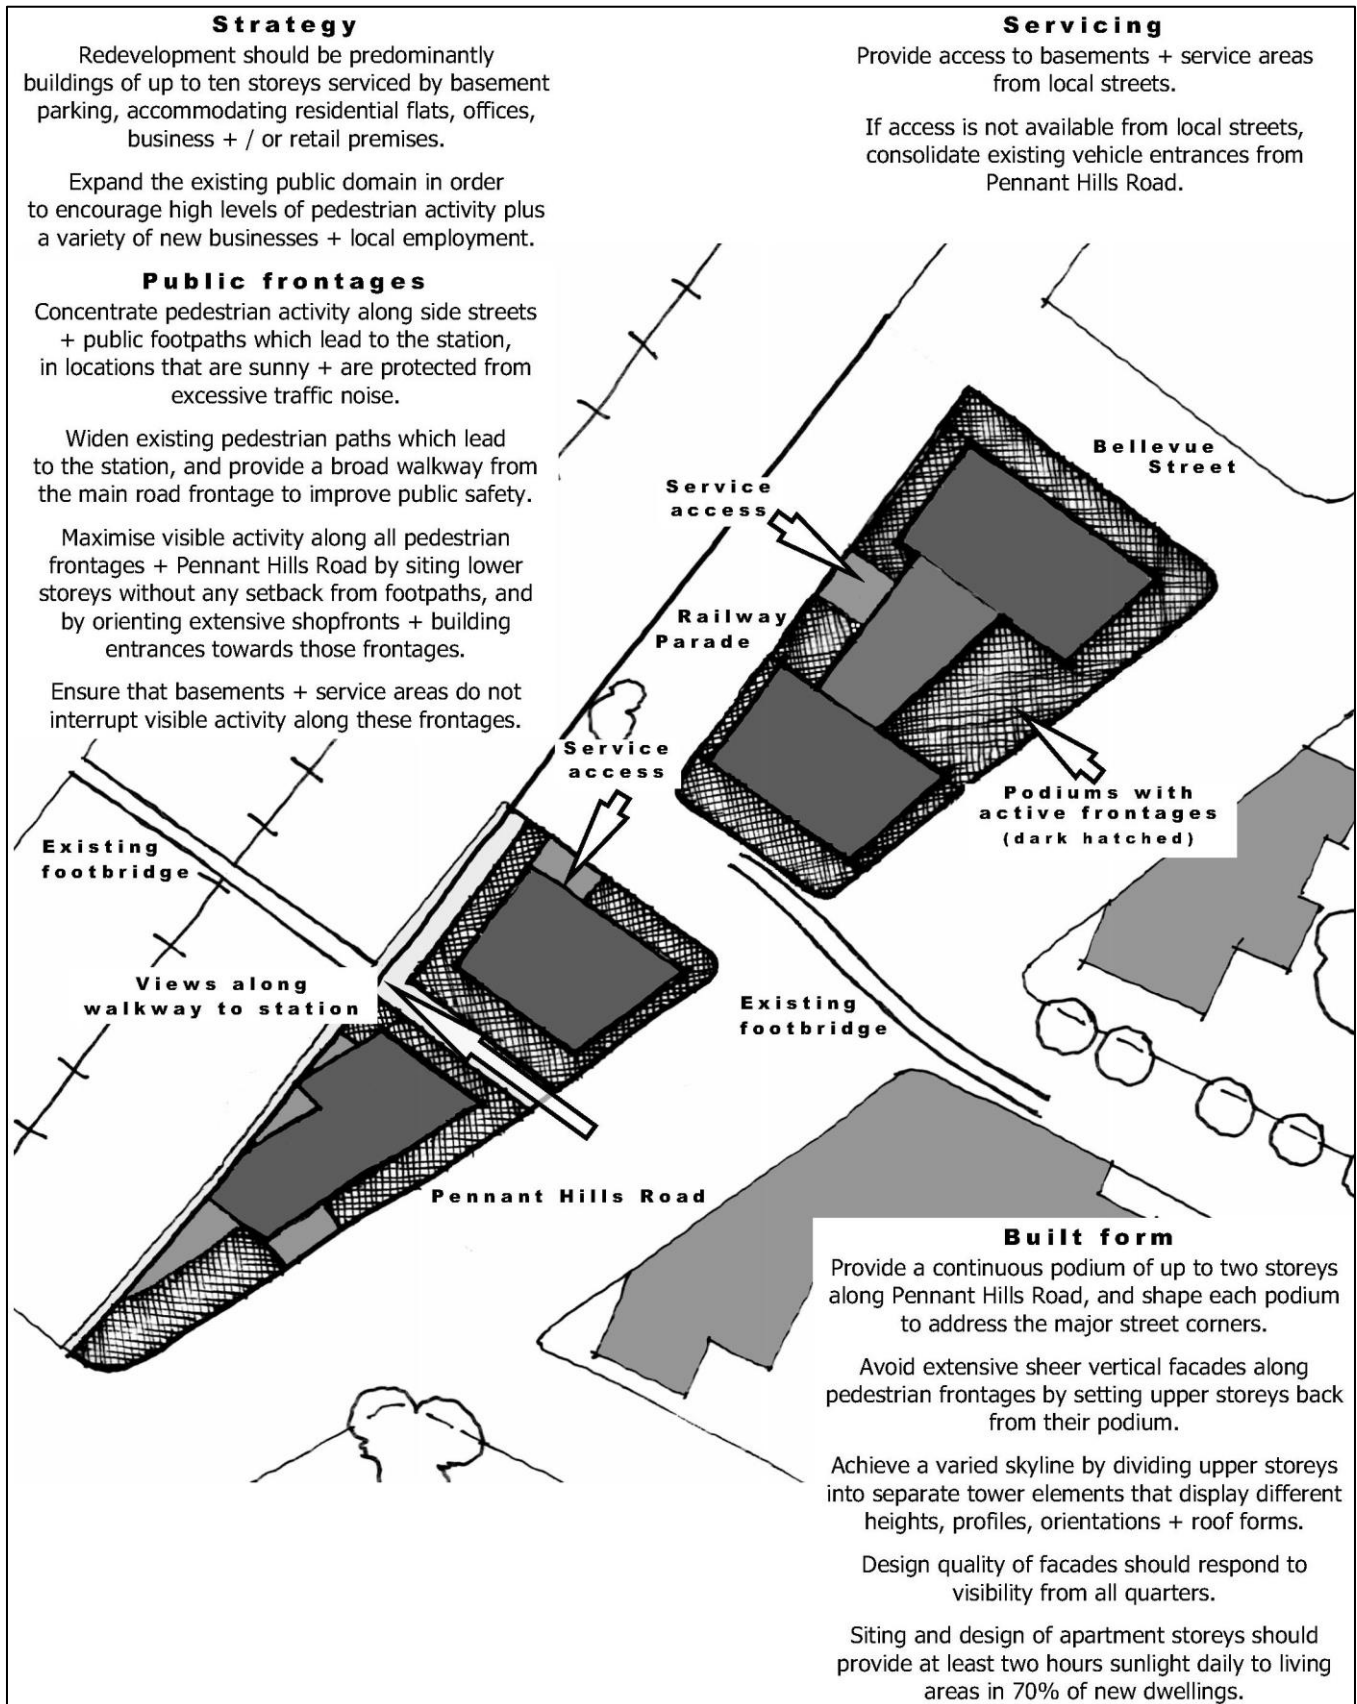 Strategy
Redevelopment should be predominantly
buildings of up to ten storeys serviced by basement
parking, accommodating residential flats, offices,
business + / or retail premises.
Expand the existing public domain in order
to encourage high levels of pedestrian activity plus
a variety of new businesses + local employment.
Public frontages
Concentrate pedestrian activity along side streets
+ public footpaths which lead to the station,
in locations that are sunny + are protected from
excessive traffic noise.
Widen existing pedestrian paths which lead
to the station, and provide a broad walkway from
the main road frontage to improve public safety.
Maximise visible activity along all pedestrian
frontages + Pennant Hills Road by siting lower
storeys without any setback from footpaths, and
by orienting extensive shopfronts + building
entrances towards those frontages.
Ensure that basements + service areas do not
interrupt visible activity along these frontages.
Servicing
Provide access to basements + service areas
from local streets.
If access is not available from local streets,
consolidate existing vehicle entrances from
Pennant Hills Road.
Bellevue
Street
Service
access
Railway
Parade
Service
access
Podiums with
active frontages
(dark hatched)
Existing
footbridge
Views along
walkway to station
Existing
footbridge
Pennant Hills Road
Built form
Provide a continuous podium of up to two storeys
along Pennant Hills Road, and shape each podium
to address the major street corners.
Avoid extensive sheer vertical facades along
pedestrian frontages by setting upper storeys back
from their podium.
Achieve a varied skyline by dividing upper storeys
into separate tower elements that display different
heights, profiles, orientations + roof forms.
Design quality of facades should respond to
visibility from all quarters.
Siting and design of apartment storeys should
provide at least two hours sunlight daily to living
areas in 70% of new dwellings.